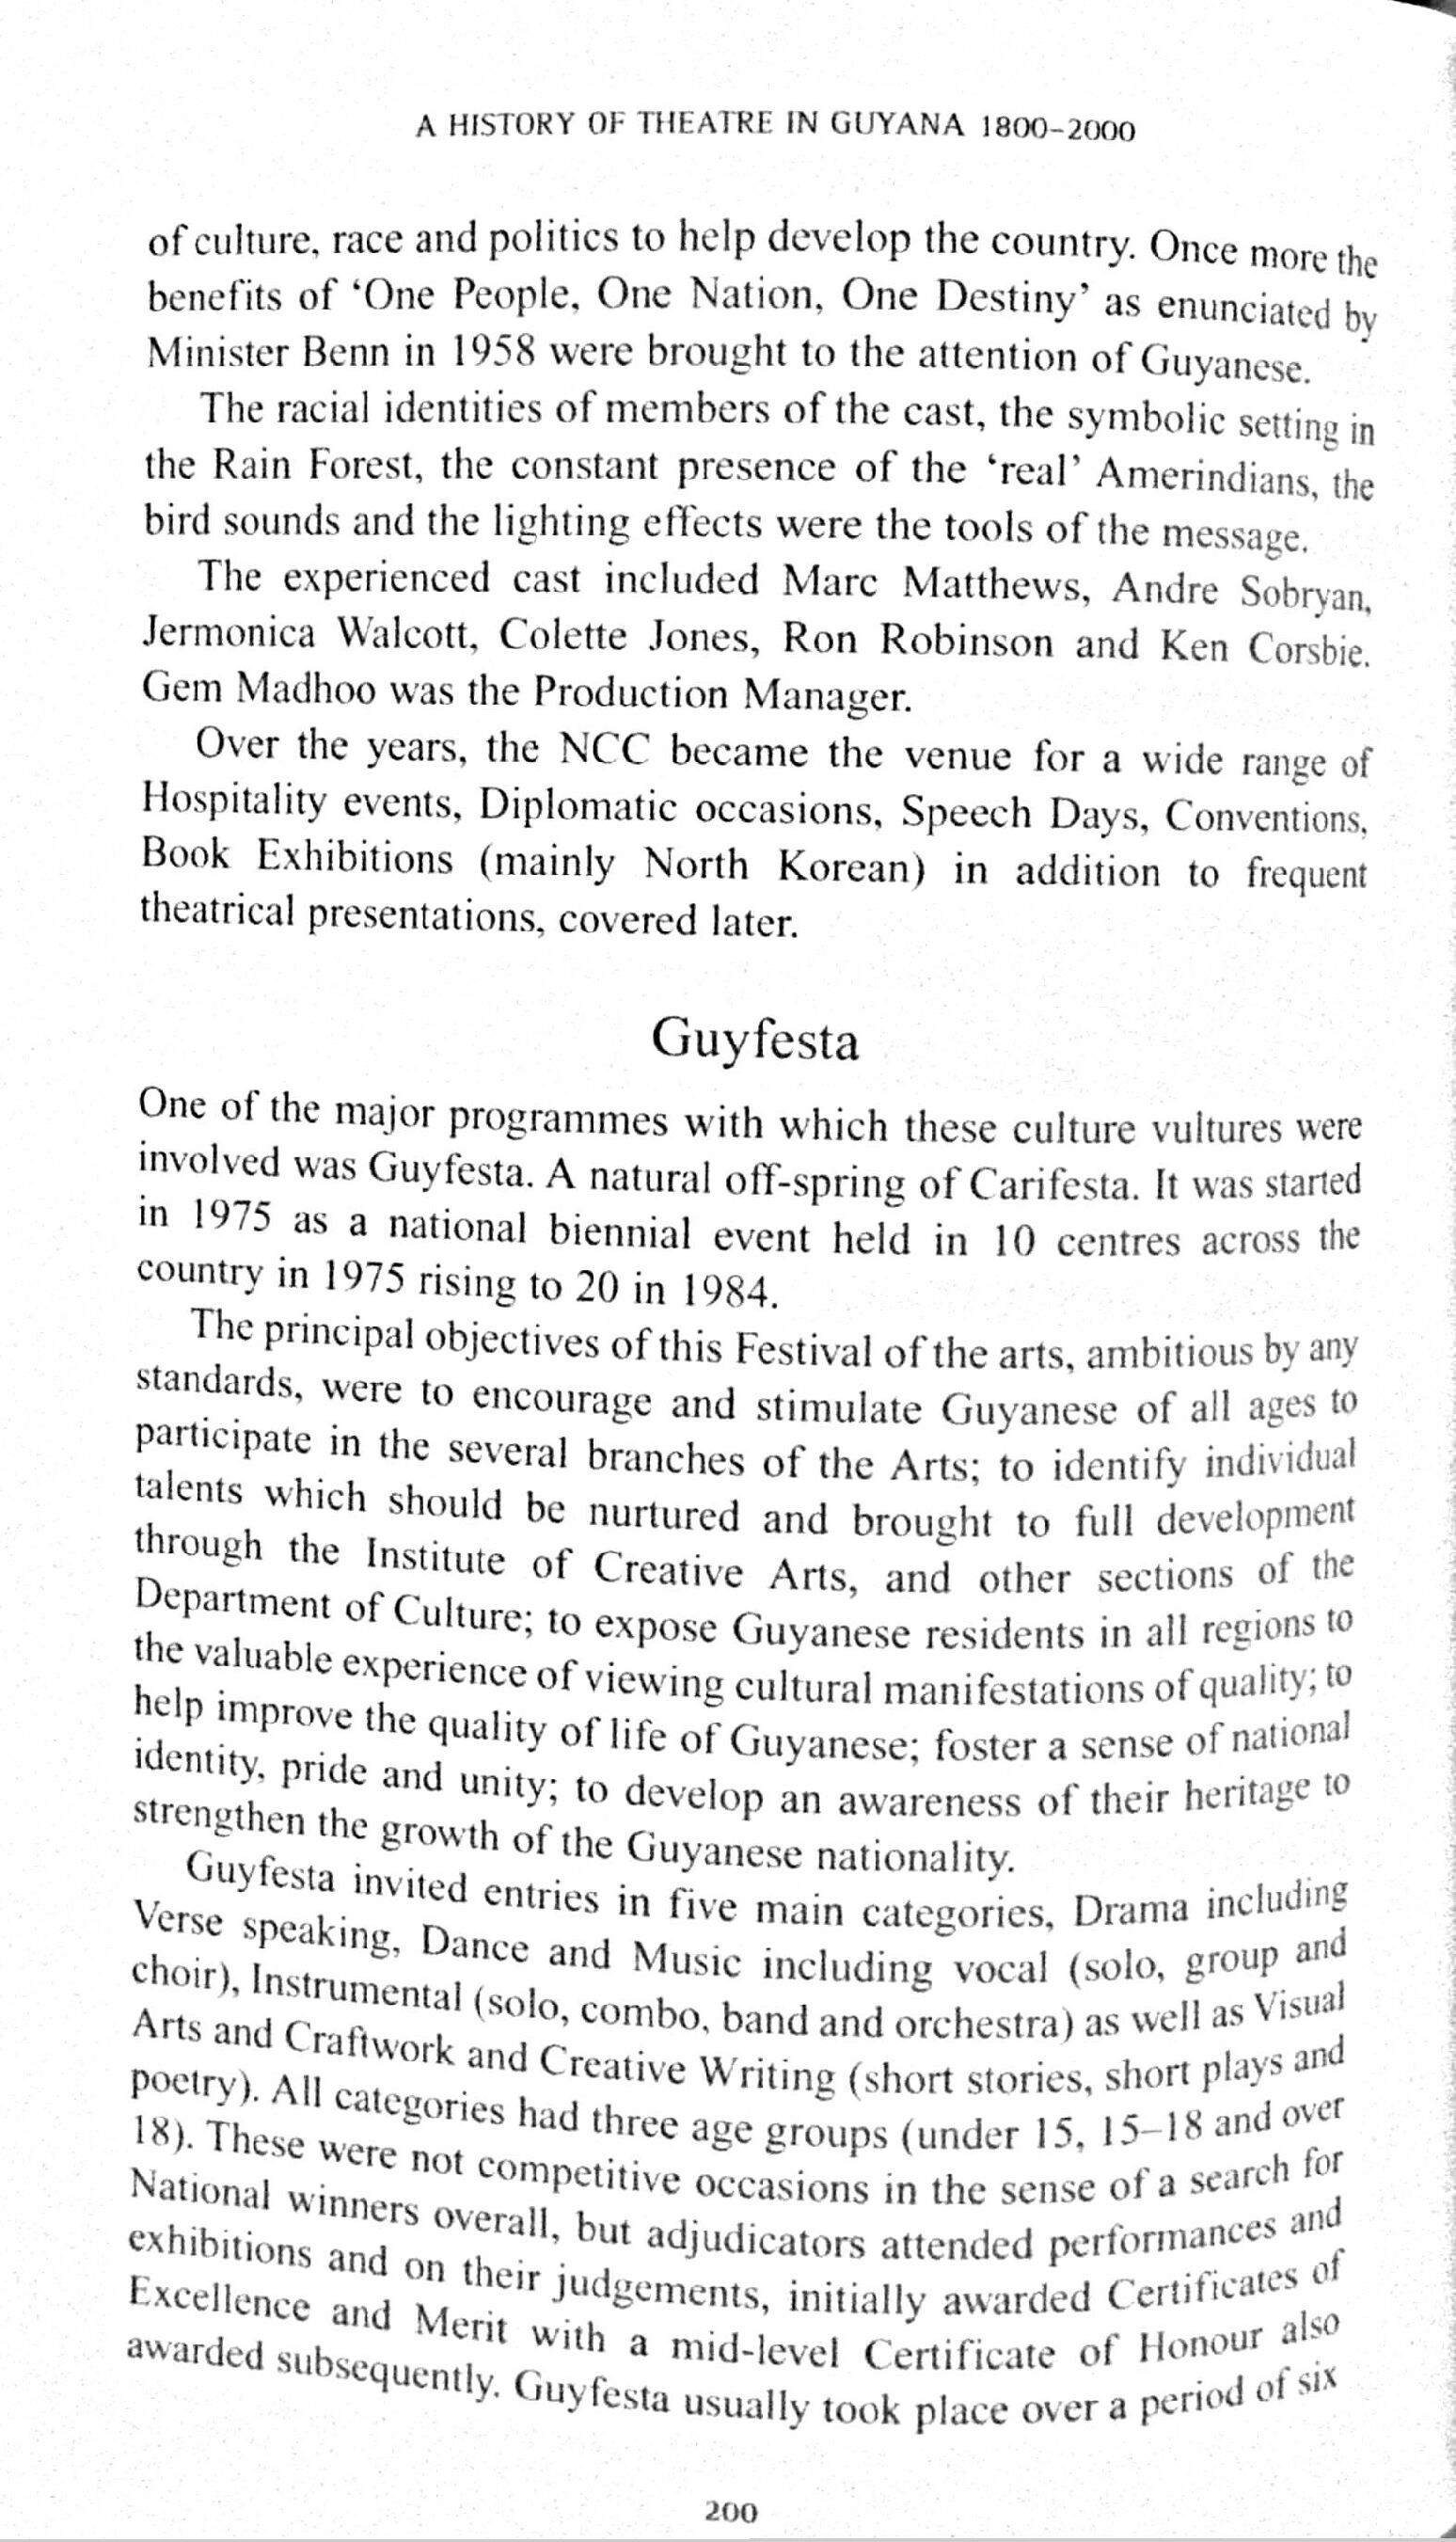 A HISTORY OF THEATRE IN GUYANA 1800–2000
of culture, race and politics to help develop the country. Once more the
benefits of ‘One People, One Nation, One Destiny’ as enunciated by
Minister Benn in 1958 were brought to the attention of Guyanese.
The racial identities of members of the cast, the symbolic setting in
the Rain Forest, the constant presence of the ‘real’ Amerindians, the
bird sounds and the lighting effects were the tools of the message.
The experienced cast included Marc Matthews, Andre Sobryan,
Jermonica Walcott, Colette Jones, Ron Robinson and Ken Corsbie.
Gem Madhoo was the Production Manager.
Over the years, the NCC became the venue for a wide range of
Hospitality events, Diplomatic occasions, Speech Days, Conventions,
Book Exhibitions (mainly North Korean) in addition to frequent
theatrical presentations, covered later.
Guyfesta
One of the major programmes with which these culture vultures were
involved was Guyfesta. A natural off-spring of Carifesta. It was started
in 1975 as a national biennial event held in 10 centres across the
country in 1975 rising to 20 in 1984.
The principal objectives of this Festival of the arts, ambitious by any
standards, were to encourage and stimulate Guyanese of all ages to
participate in the several branches of the Arts; to identify individual
talents which should be nurtured and brought to full development
through the Institute of Creative Arts, and other sections of the
Department of Culture; to expose Guyanese residents in all regions to
the valuable experience of viewing cultural manifestations of quality; to
help improve the quality of life of Guyanese; foster a sense of national
identity, pride and unity; to develop an awareness of their heritage to
strengthen the growth of the Guyanese nationality.
Guyfesta invited entries in five main categories, Drama including
Verse speaking, Dance and Music including vocal (solo, group and
choir), Instrumental (solo, combo, band and orchestra) as well as Visual
Arts and Craftwork and Creative Writing (short stories, short plays and
poetry). All categories had three age groups (under 15, 15–18 and over
18). These were not competitive occasions in the sense of a search for
National winners overall, but adjudicators attended performances and
exhibitions and on their judgements, initially awarded Certificates of
Excellence and Merit with a mid-level Certificate of Honour also
awarded subsequently. Guyfesta usually took place over a period of six
200